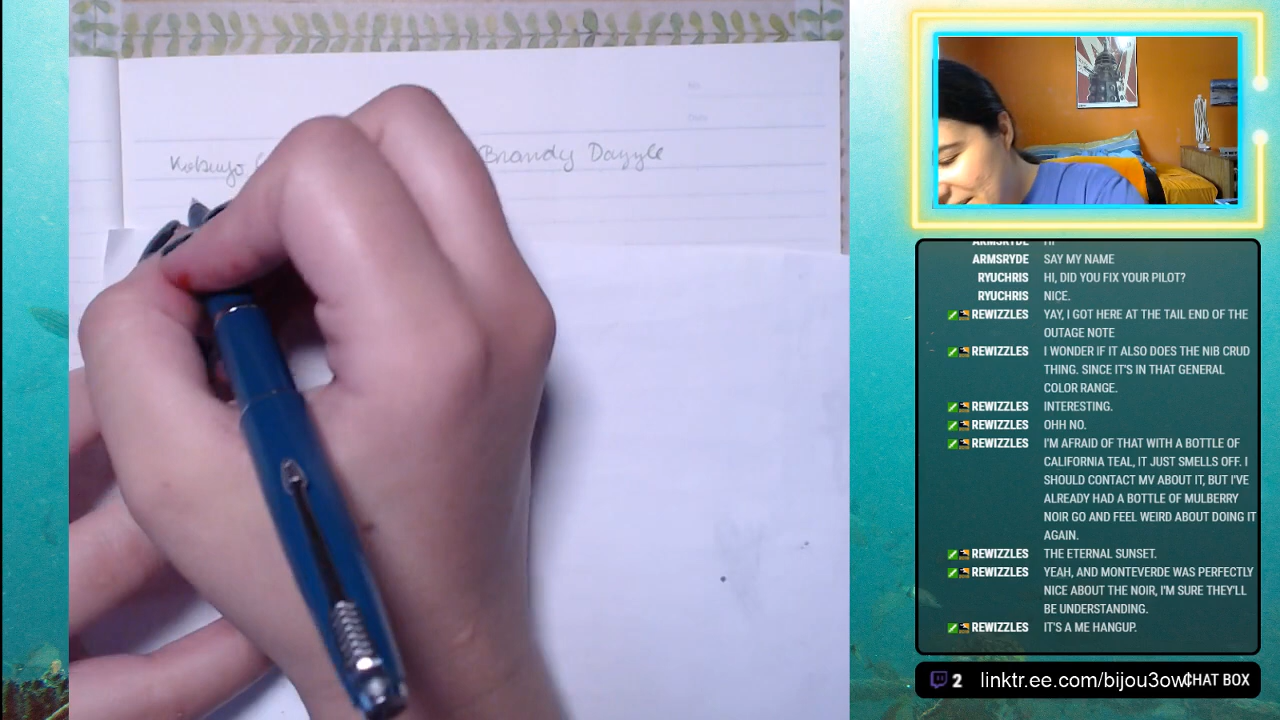 Brandy Dazzle
ARMSRYDE HI
ARMSRYDE SAY MY NAME
RYUCHRIS HI, DID YOU FIX YOUR PILOT?
RYUCHRIS NICE.
REWIZZLES YAY, I GOT HERE AT THE TAIL END OF THE
OUTAGE NOTE
REWIZZLES I WONDER IF IT ALSO DOES THE NIB CRUD
THING. SINCE IT'S IN THAT GENERAL
COLOR RANGE.
REWIZZLES INTERESTING.
REWIZZLES OHH NO.
REWIZZLES I'M AFRAID OF THAT WITH A BOTTLE OF
CALIFORNIA TEAL, IT JUST SMELLS OFF. I
SHOULD CONTACT MV ABOUT IT, BUT I'VE
ALREADY HAD A BOTTLE OF MULBERRY
NOIR GO AND FEEL WEIRD ABOUT DOING IT
AGAIN.
REWIZZLES THE ETERNAL SUNSET.
REWIZZLES YEAH, AND MONTEVERDE WAS PERFECTLY
NICE ABOUT THE NOIR, I'M SURE THEY'LL
BE UNDERSTANDING.
REWIZZLES IT'S A ME HANGUP.
2 linktr.ee.com/bijou3owl CHAT BOX